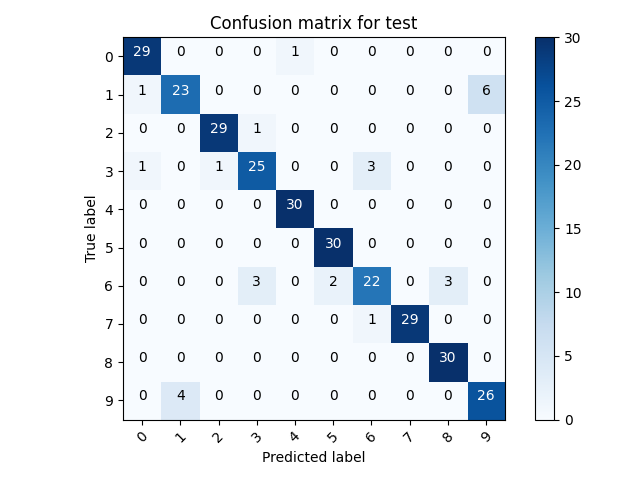 Confusion matrix for test
0 29 0 0 0 1 0 0 0 0 0
1 1 23 0 0 0 0 0 0 0 6
2 0 0 29 1 0 0 0 0 0 0
3 1 0 1 25 0 0 3 0 0 0
4 0 0 0 0 30 0 0 0 0 0
5 0 0 0 0 0 30 0 0 0 0
6 0 0 0 3 0 2 22 0 3 0
7 0 0 0 0 0 0 1 29 0 0
8 0 0 0 0 0 0 0 0 30 0
9 0 4 0 0 0 0 0 0 0 26
0 1 2 3 4 5 6 7 8 9
True label
Predicted label
30
25
20
15
10
5
0